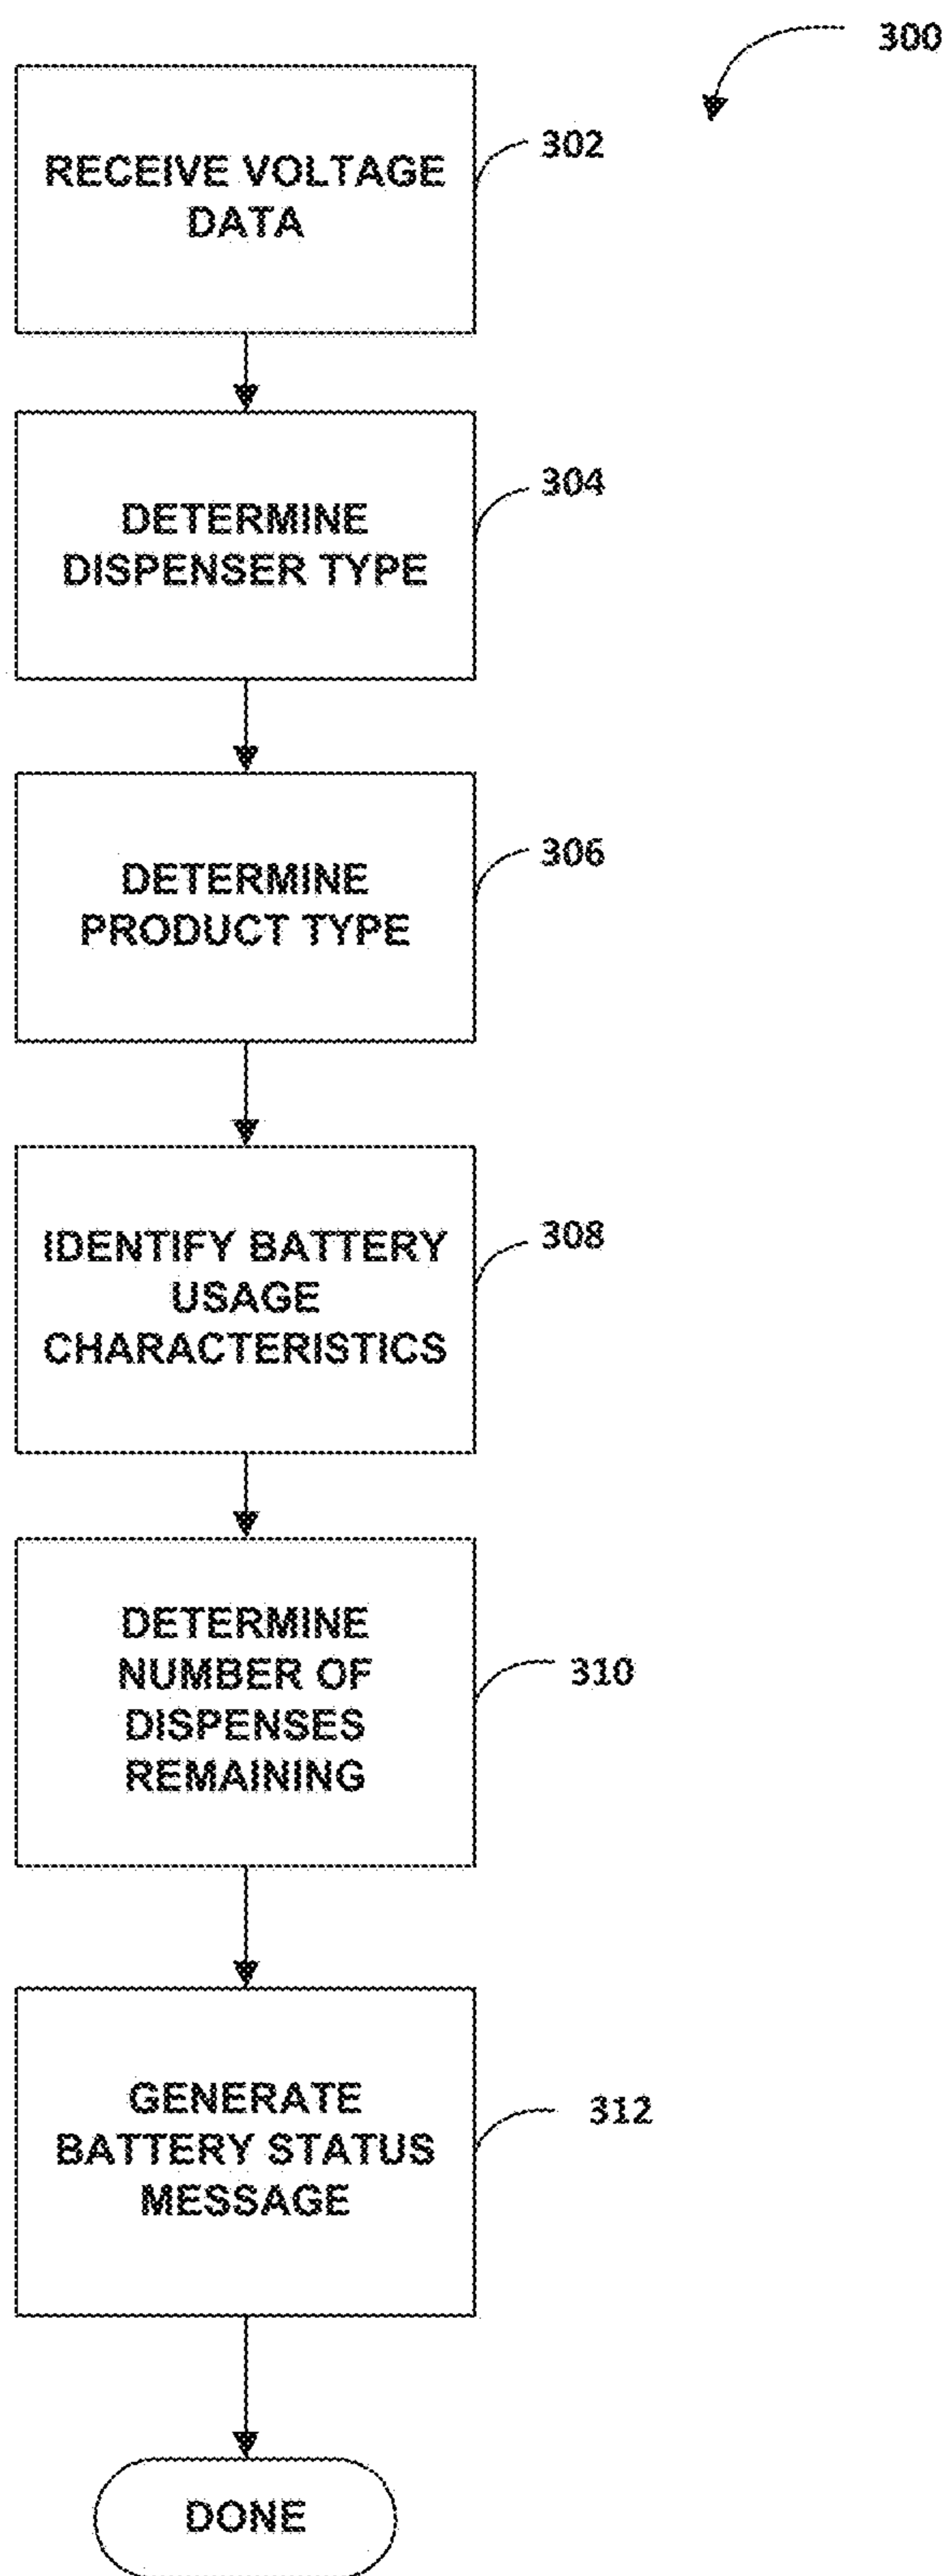 300
RECEIVE VOLTAGE
DATA
302
DETERMINE
DISPENSER TYPE
304
DETERMINE
PRODUCT TYPE
306
IDENTIFY BATTERY
USAGE
CHARACTERISTICS
308
DETERMINE
NUMBER OF
DISPENSES
REMAINING
310
GENERATE
BATTERY STATUS
MESSAGE
312
DONE